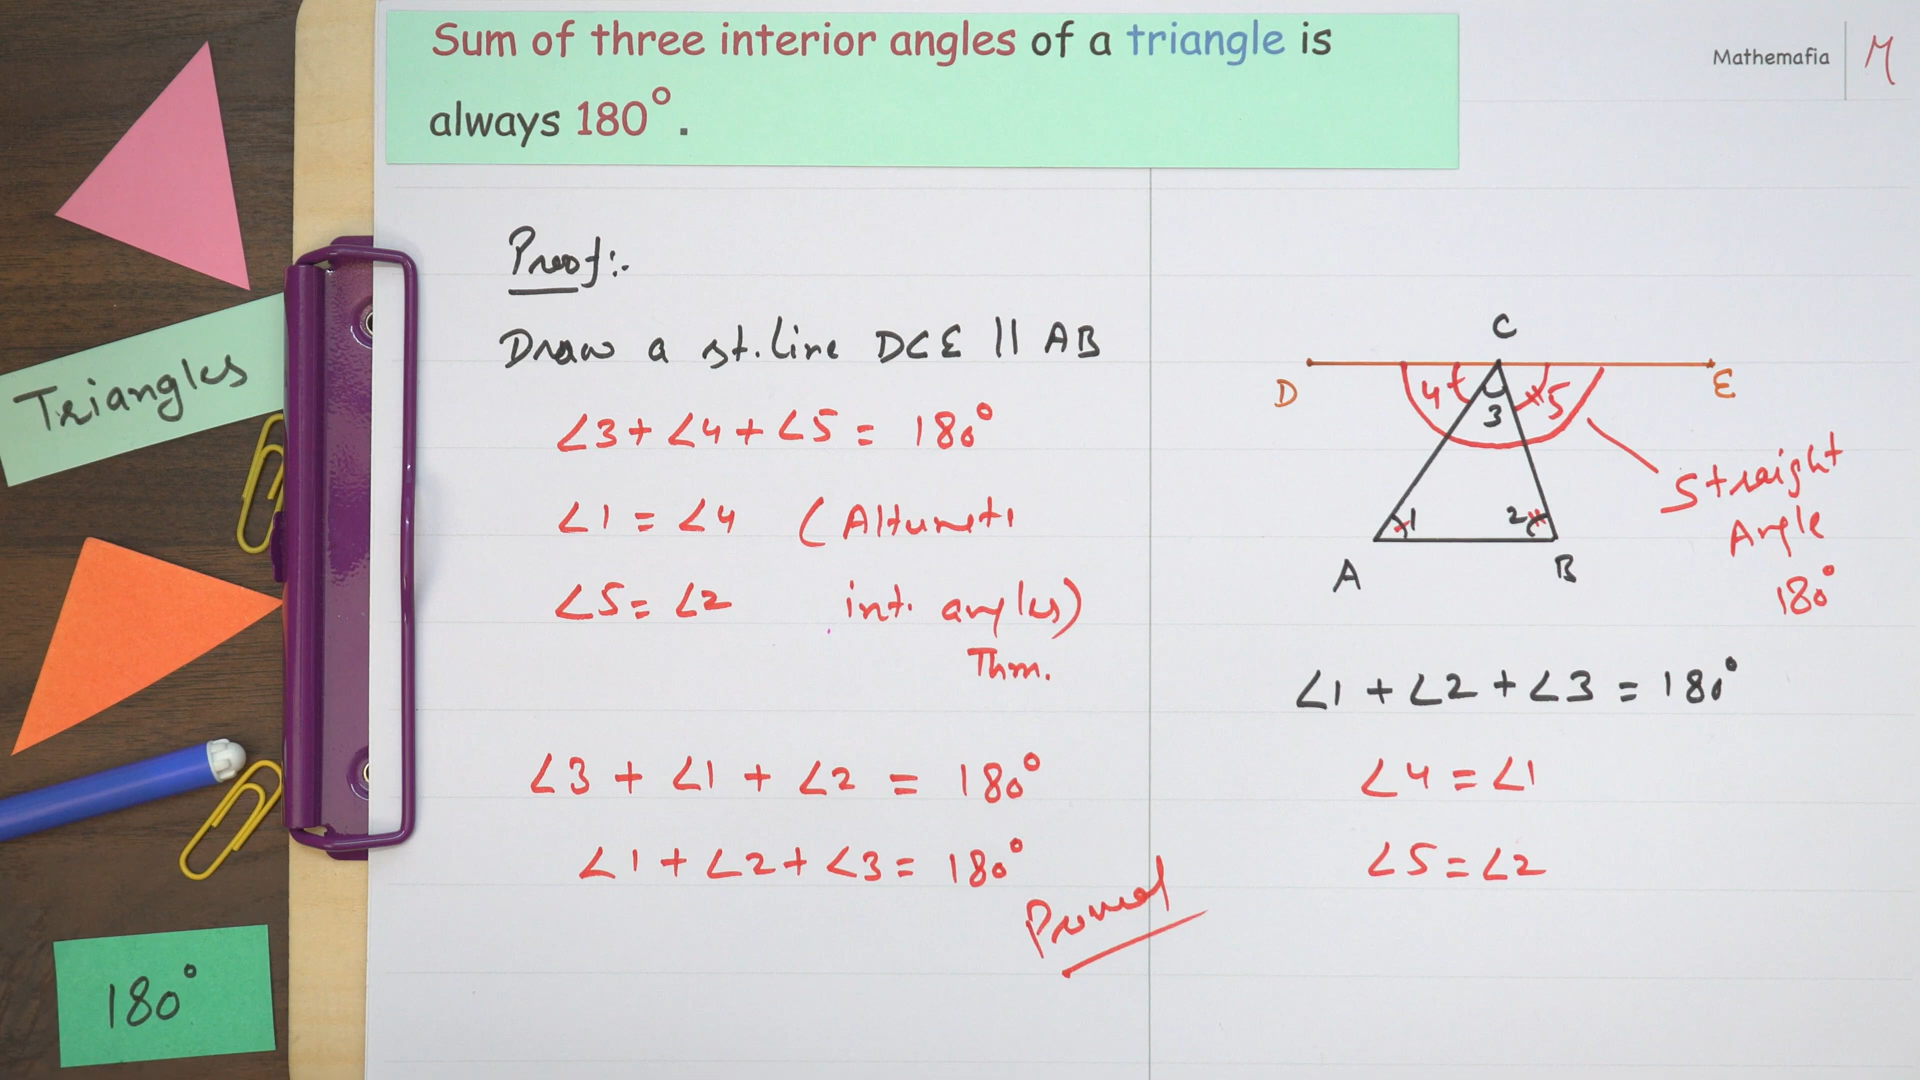 Sum of three interior angles of a triangle is
always 180°.
Mathemafia
M
Triangles
180°
Proof:-
Draw a st. line DCE || AB
∠3 + ∠4 + ∠5 = 180°
∠1 = ∠4 (Alternate
∠5 = ∠2 int. angles)
Thm.
∠3 + ∠1 + ∠2 = 180°
∠1 + ∠2 + ∠3 = 180°
Proved
C
D
E
4
3
5
1
2
A
B
Straight
Angle
180°
∠1 + ∠2 + ∠3 = 180°
∠4 = ∠1
∠5 = ∠2